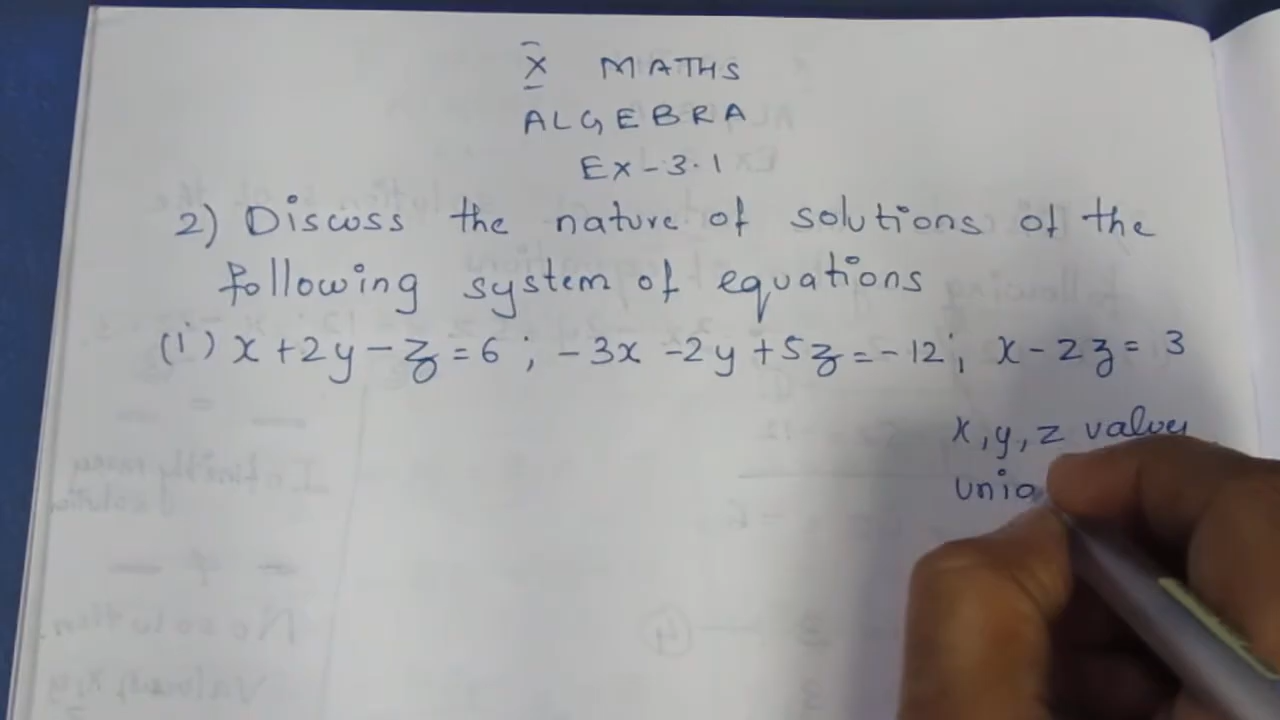 X MATHS
ALGEBRA
Ex - 3.1
2) Discuss the nature of solutions of the
following system of equations
(i) x + 2y - z = 6 ; - 3x - 2y + 5z = - 12 ; x - 2z = 3
x, y, z values
uniq